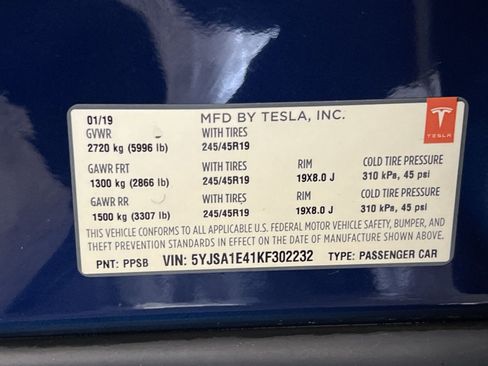 01/19 MFD BY TESLA, INC.
GVWR WITH TIRES
2720 kg (5996 lb) 245/45R19
TESLA
GAWR FRT WITH TIRES RIM COLD TIRE PRESSURE
1300 kg (2866 lb) 245/45R19 19X8.0 J 310 kPa, 45 psi
GAWR RR WITH TIRES RIM COLD TIRE PRESSURE
1500 kg (3307 lb) 245/45R19 19X8.0 J 310 kPa, 45 psi
THIS VEHICLE CONFORMS TO ALL APPLICABLE U.S. FEDERAL MOTOR VEHICLE SAFETY, BUMPER, AND
THEFT PREVENTION STANDARDS IN EFFECT ON THE DATE OF MANUFACTURE SHOWN ABOVE.
PNT: PPSB VIN: 5YJSA1E41KF302232 TYPE: PASSENGER CAR